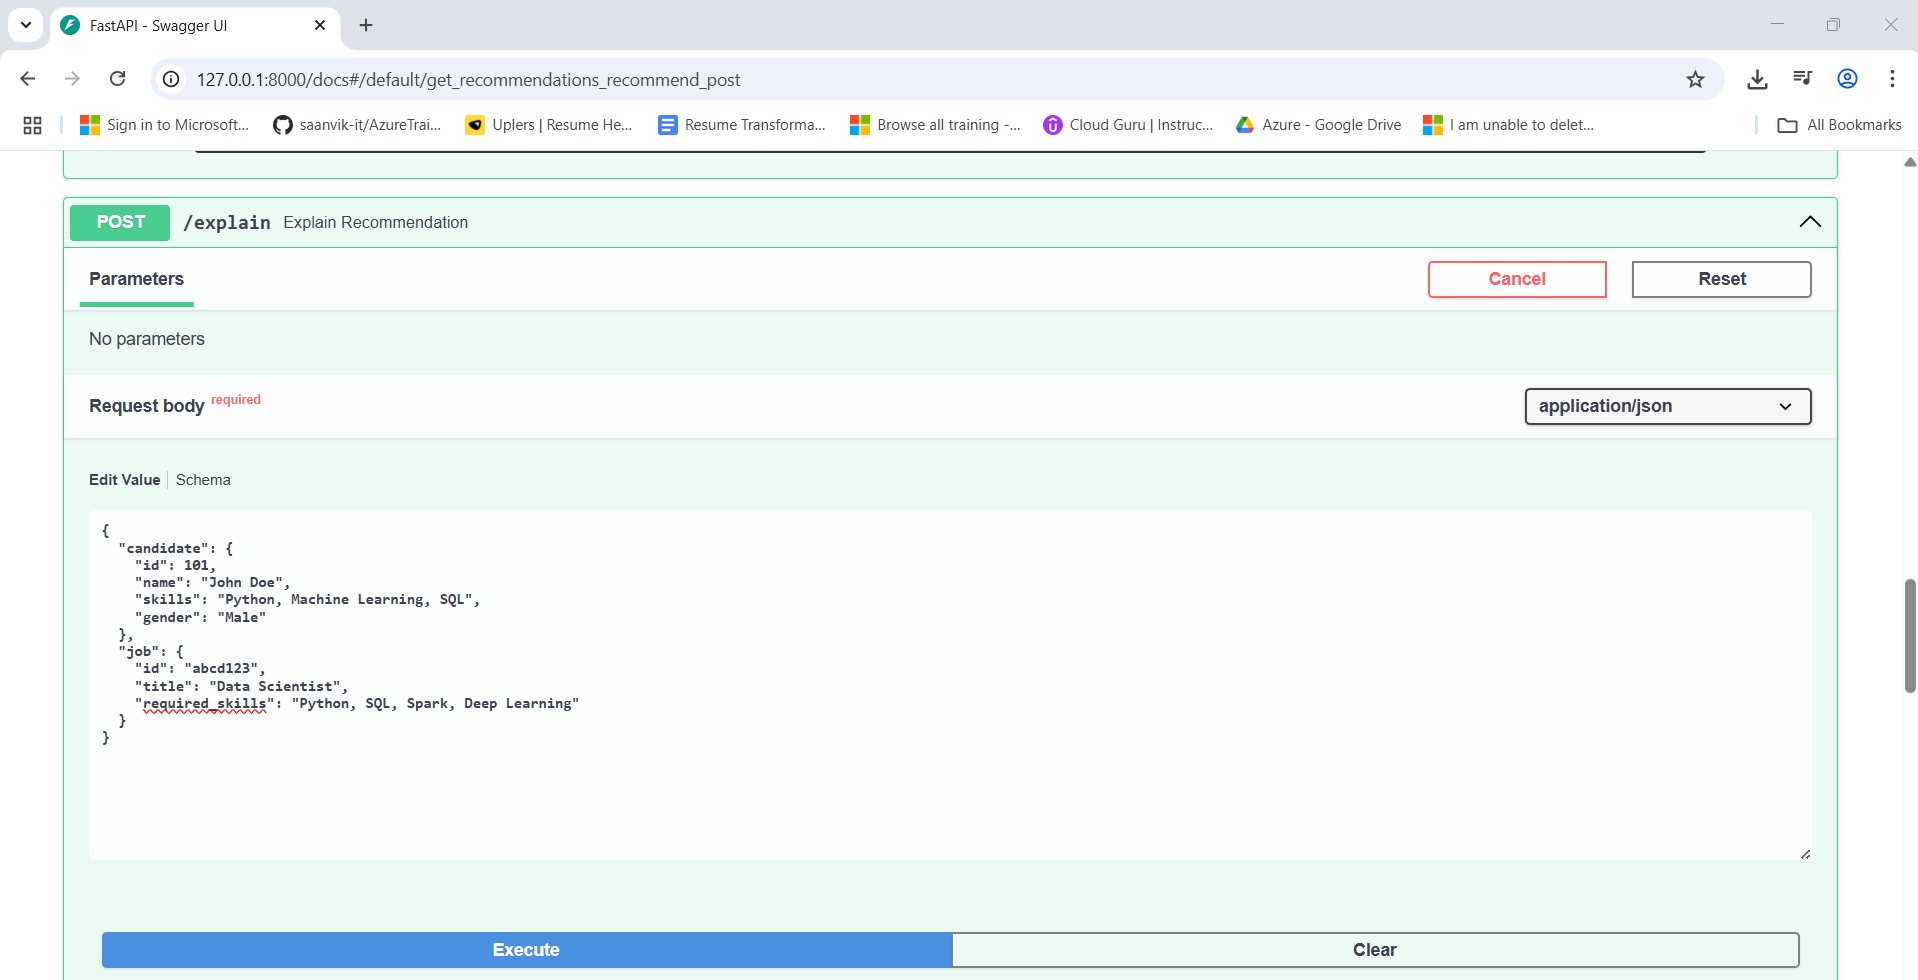 FastAPI - Swagger UI
127.0.0.1:8000/docs#/default/get_recommendations_recommend_post
Sign in to Microsoft...
saanvik-it/AzureTrai...
Uplers | Resume He...
Resume Transforma...
Browse all training -...
Cloud Guru | Instruc...
Azure - Google Drive
I am unable to delet...
All Bookmarks
POST /explain Explain Recommendation
Parameters
Cancel
Reset
No parameters
Request body required
application/json
Edit Value Schema
{
  "candidate": {
    "id": 101,
    "name": "John Doe",
    "skills": "Python, Machine Learning, SQL",
    "gender": "Male"
  },
  "job": {
    "id": "abcd123",
    "title": "Data Scientist",
    "required_skills": "Python, SQL, Spark, Deep Learning"
  }
}
Execute
Clear